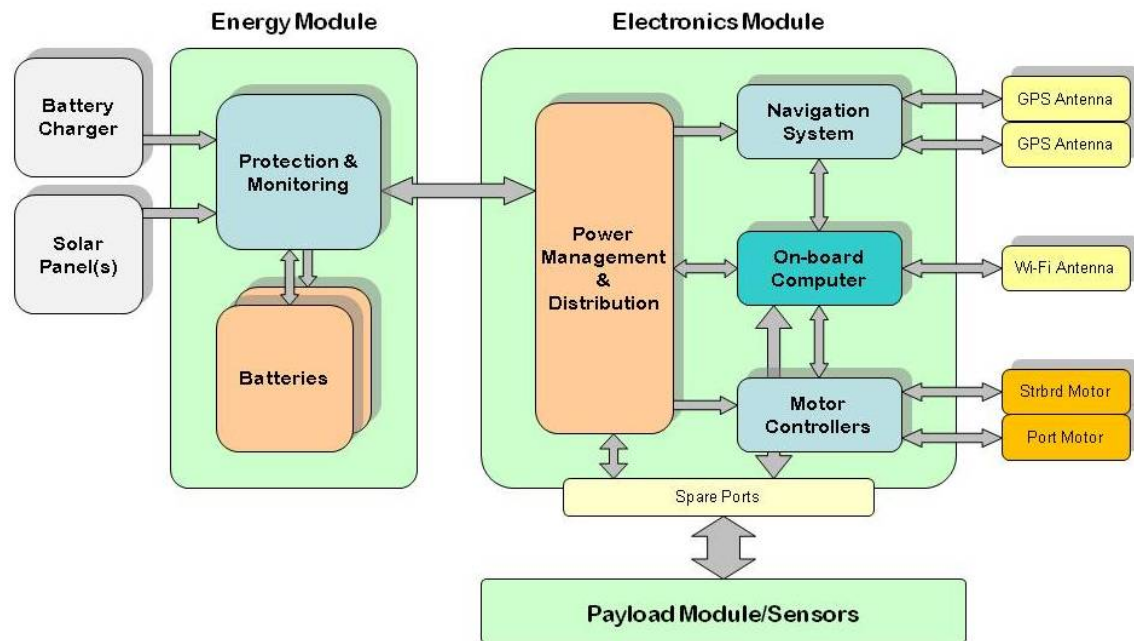 Energy Module
Electronics Module
Battery
Charger
Solar
Panel(s)
Protection &
Monitoring
Batteries
Power
Management
&
Distribution
Navigation
System
On-board
Computer
Motor
Controllers
GPS Antenna
GPS Antenna
Wi-Fi Antenna
Strbrd Motor
Port Motor
Spare Ports
Payload Module/Sensors